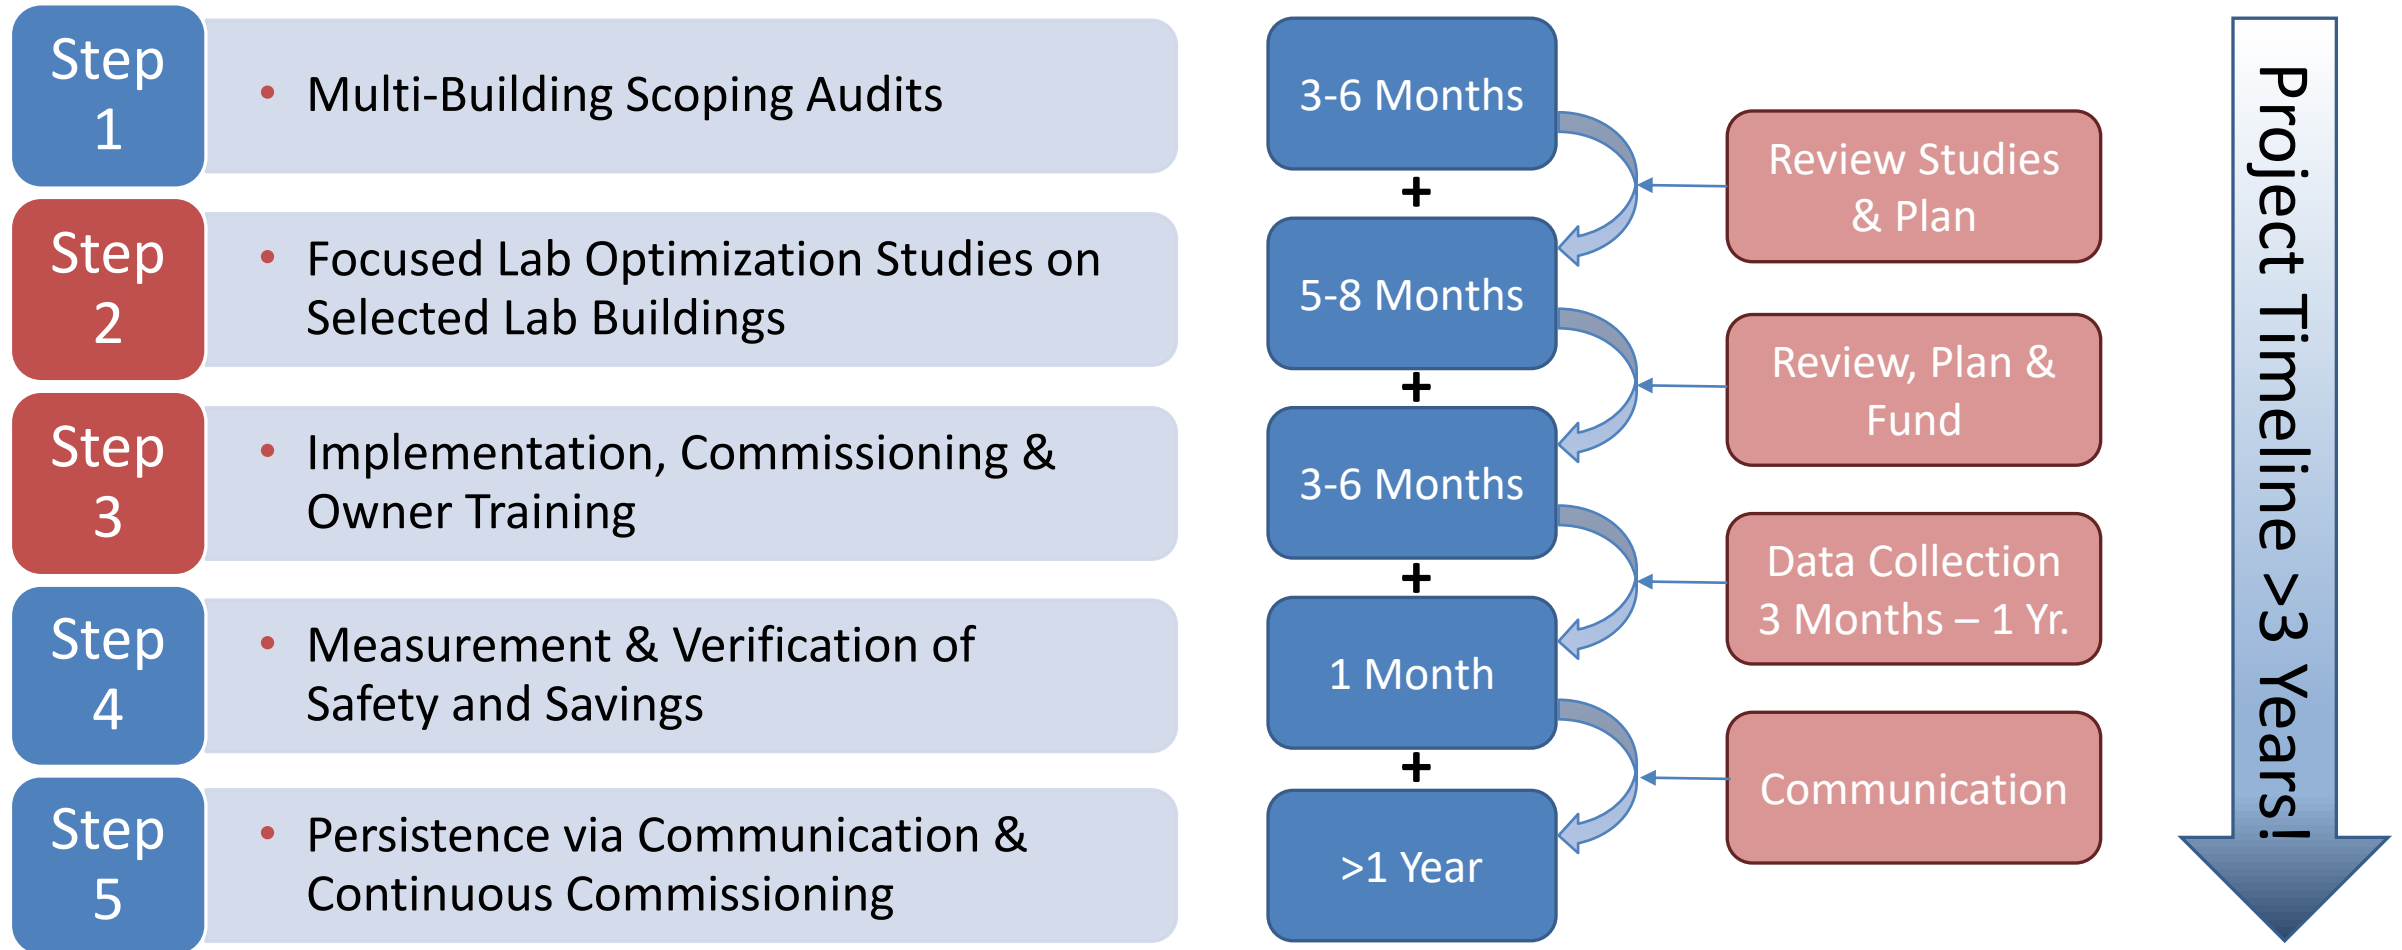 Step
1
• Multi-Building Scoping Audits
Step
2
• Focused Lab Optimization Studies on
Selected Lab Buildings
Step
3
• Implementation, Commissioning &
Owner Training
Step
4
• Measurement & Verification of
Safety and Savings
Step
5
• Persistence via Communication &
Continuous Commissioning
3-6 Months
+
5-8 Months
+
3-6 Months
+
1 Month
+
>1 Year
Review Studies
& Plan
Review, Plan &
Fund
Data Collection
3 Months – 1 Yr.
Communication
Project Timeline >3 Years!